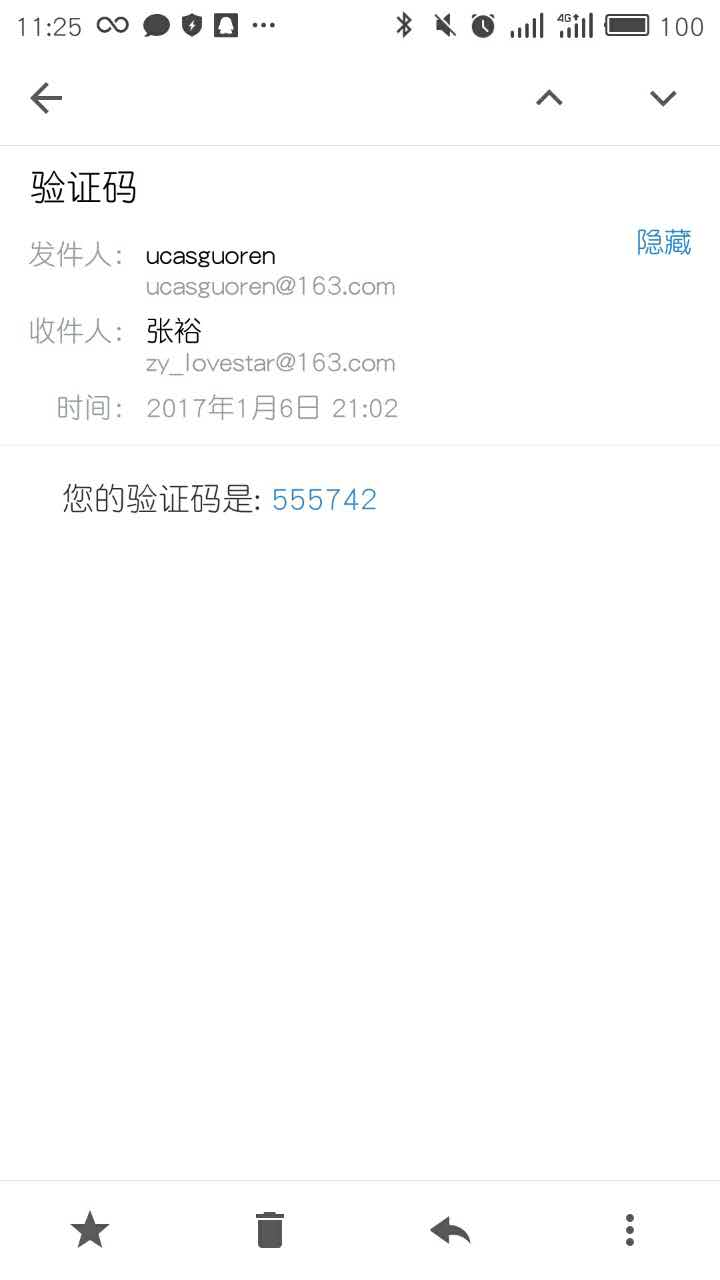 11:25 4G 100
验证码
发件人： ucasguoren 隐藏
ucasguoren@163.com
收件人： 张裕
zy_lovestar@163.com
时间： 2017年1月6日 21:02
您的验证码是: 555742